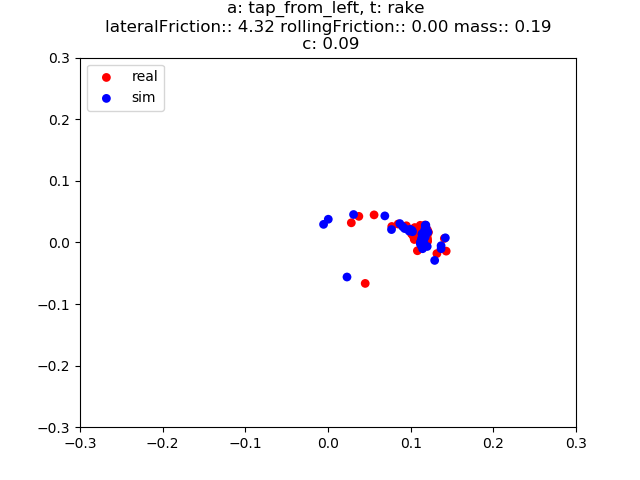 a: tap_from_left, t: rake
lateralFriction:: 4.32 rollingFriction:: 0.00 mass:: 0.19
c: 0.09
real
sim
0.3
0.2
0.1
0.0
−0.1
−0.2
−0.3
−0.3 −0.2 −0.1 0.0 0.1 0.2 0.3